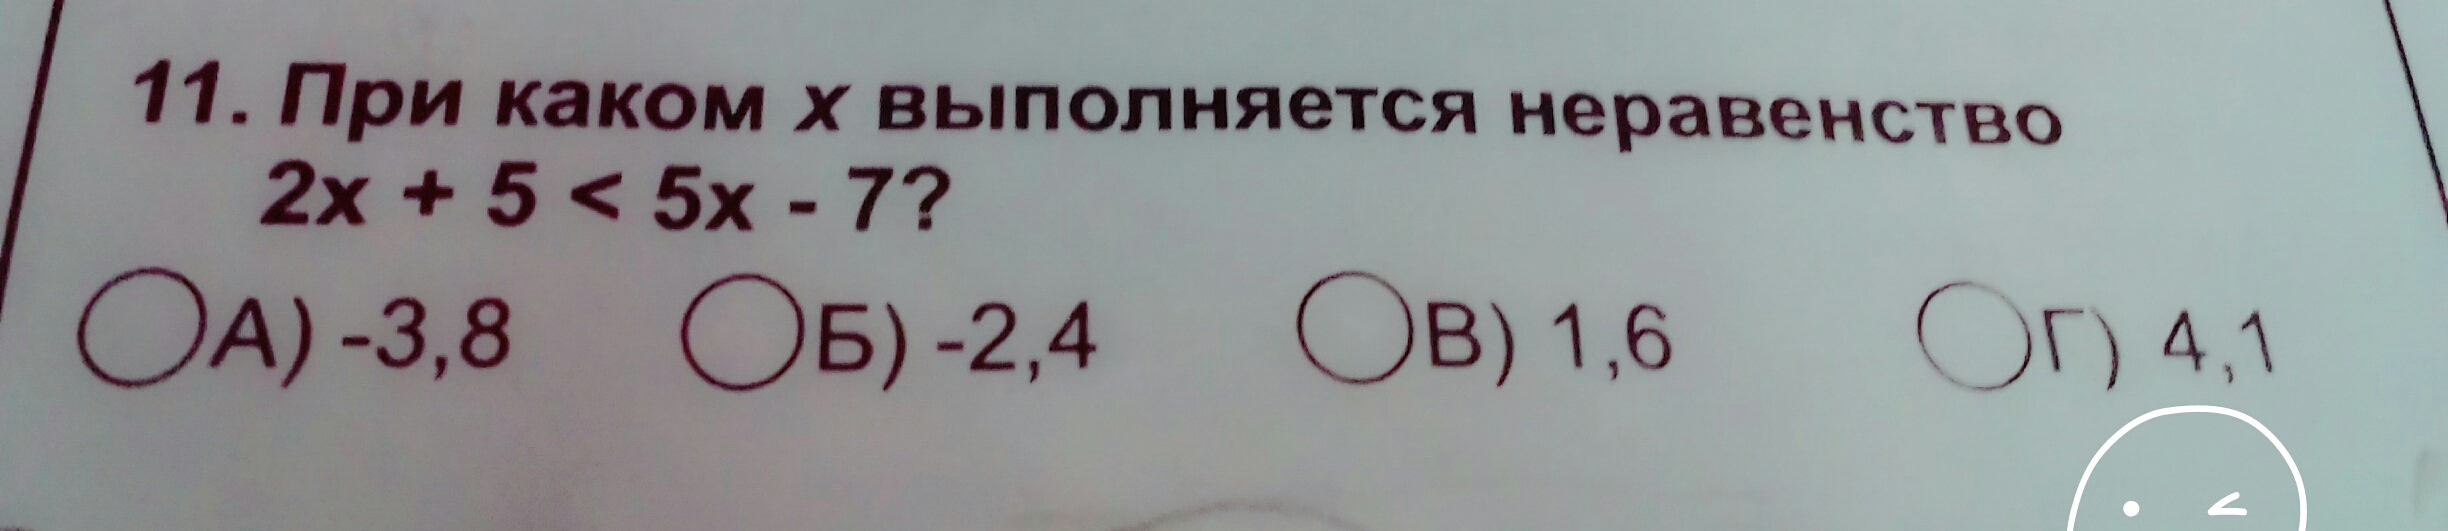 11. При каком x выполняется неравенство
2x + 5 < 5x - 7?
А) -3,8 Б) -2,4 В) 1,6 Г) 4,1